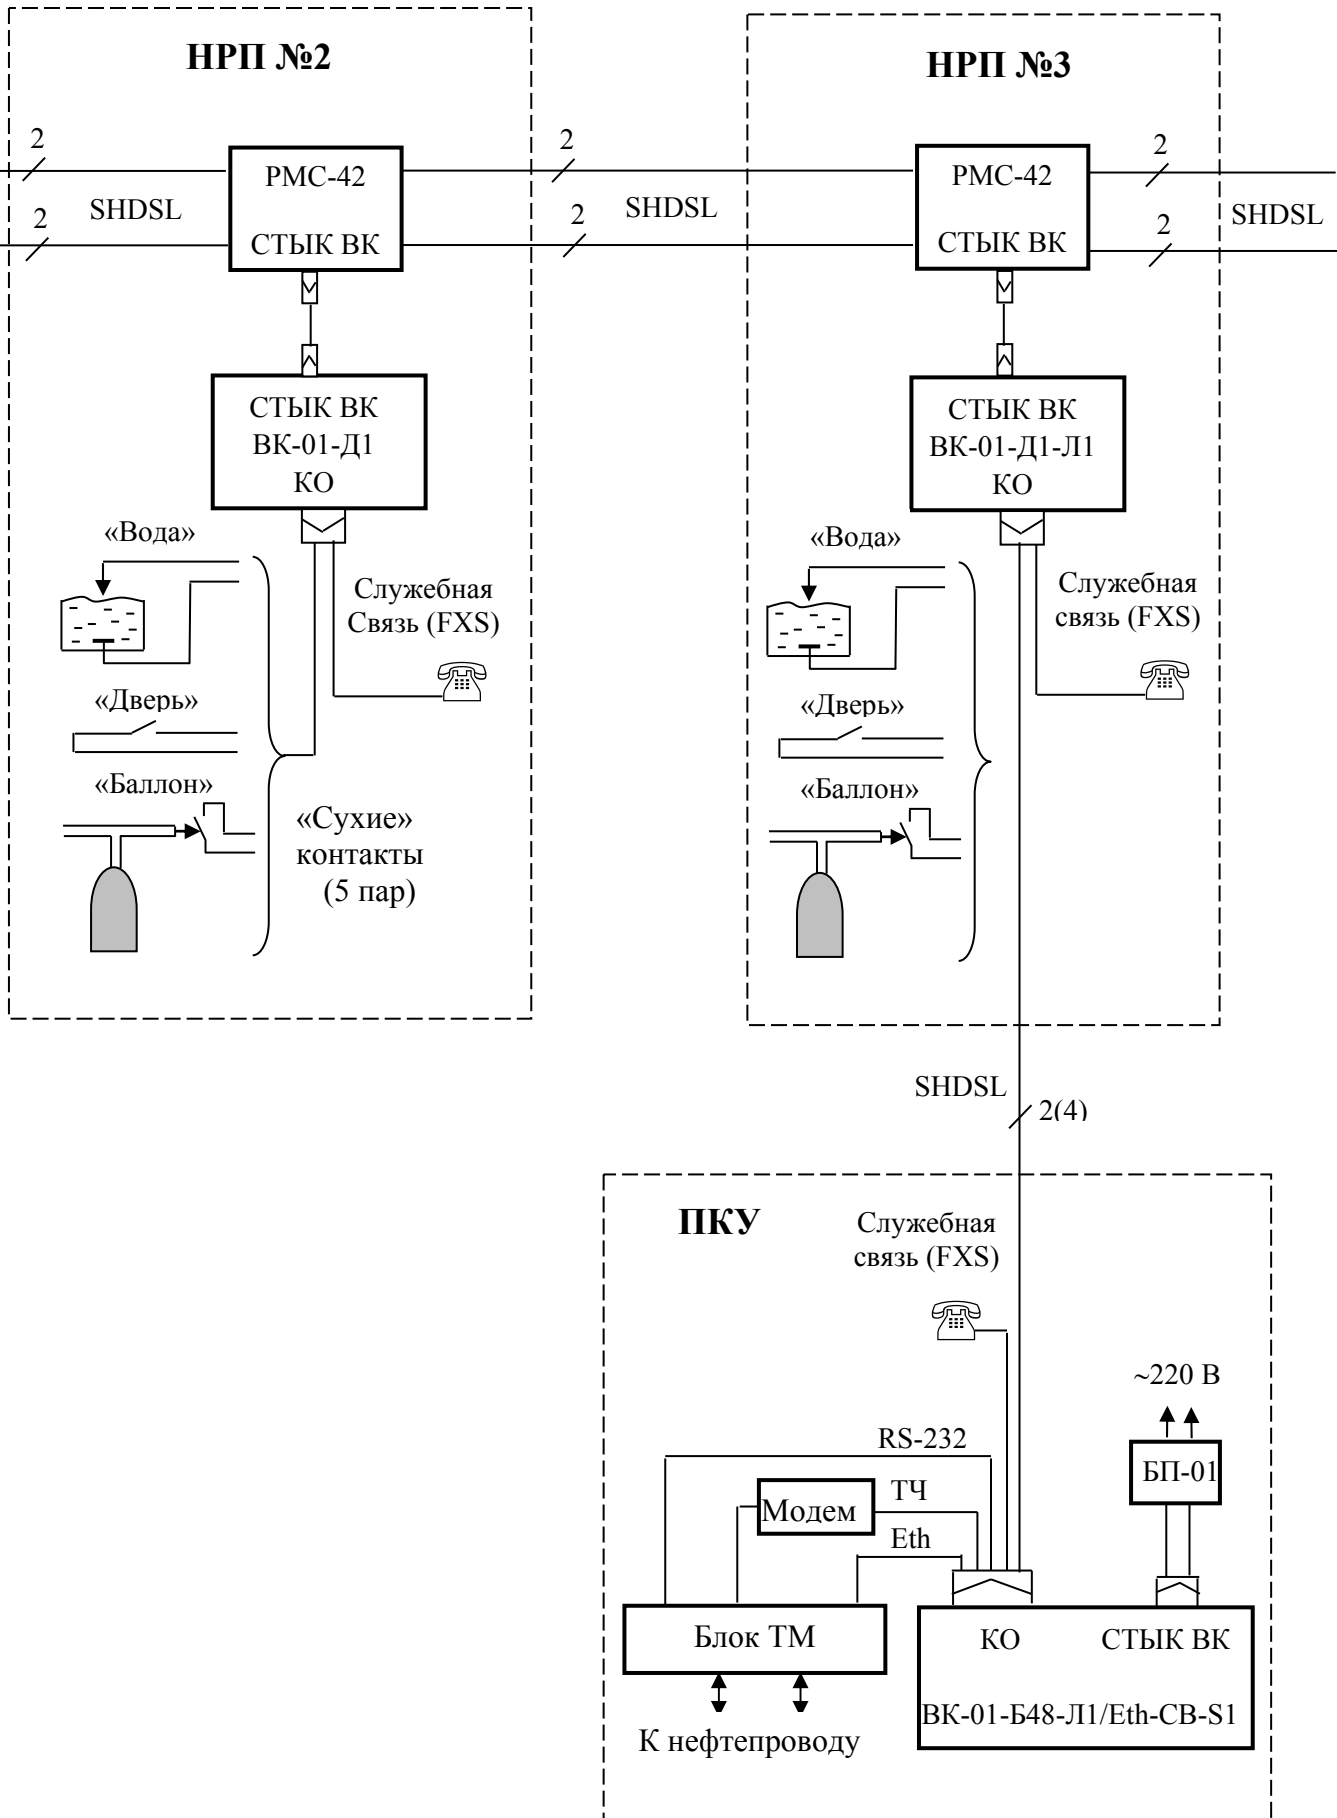 НРП №2
2
SHDSL
2
РМС-42
СТЫК ВК
2
SHDSL
2
СТЫК ВК
ВК-01-Д1
КО
«Вода»
Служебная
Связь (FXS)
«Дверь»
«Баллон»
«Сухие»
контакты
(5 пар)
НРП №3
РМС-42
СТЫК ВК
2
SHDSL
2
СТЫК ВК
ВК-01-Д1-Л1
КО
«Вода»
Служебная
связь (FXS)
«Дверь»
«Баллон»
SHDSL
2(4)
ПКУ
Служебная
связь (FXS)
~220 В
БП-01
RS-232
ТЧ
Модем
Eth
Блок ТМ
КО
СТЫК ВК
ВК-01-Б48-Л1/Eth-СВ-S1
К нефтепроводу